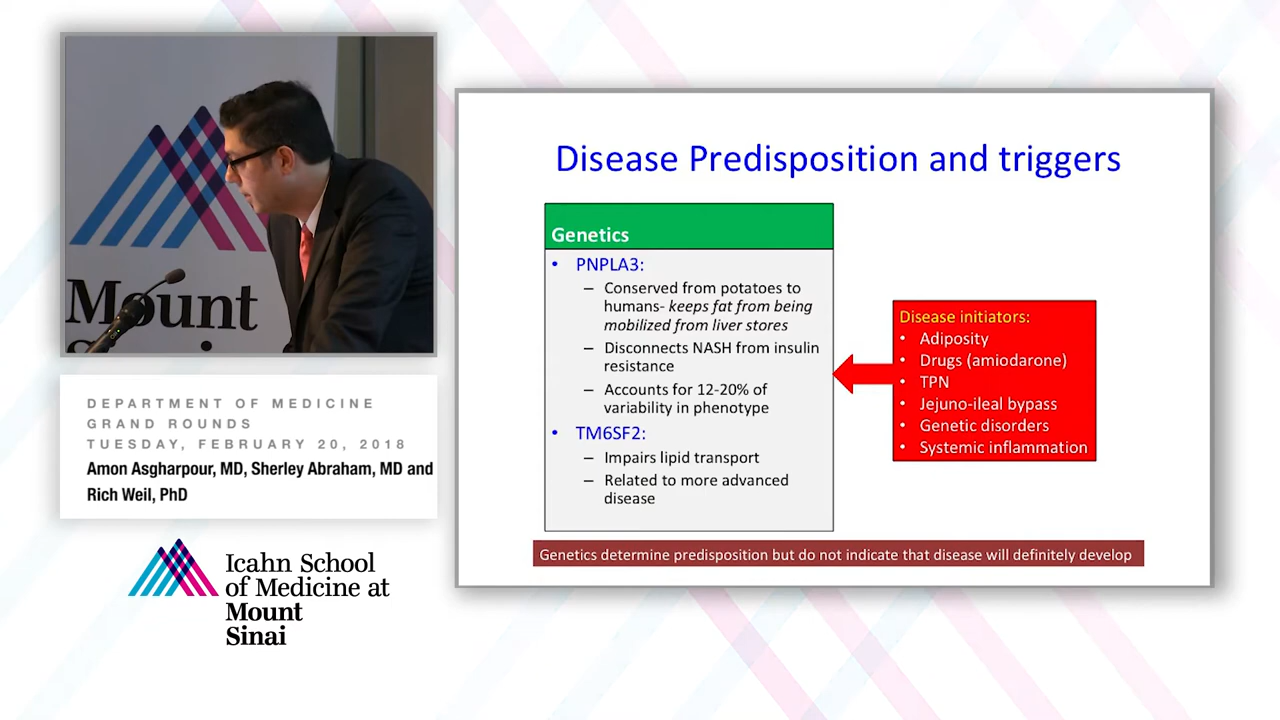 Mount
DEPARTMENT OF MEDICINE
GRAND ROUNDS
TUESDAY, FEBRUARY 20, 2018
Amon Asgharpour, MD, Sherley Abraham, MD and
Rich Weil, PhD
Icahn School
of Medicine at
Mount
Sinai
Disease Predisposition and triggers
Genetics
• PNPLA3:
– Conserved from potatoes to
humans- keeps fat from being
mobilized from liver stores
– Disconnects NASH from insulin
resistance
– Accounts for 12-20% of
variability in phenotype
• TM6SF2:
– Impairs lipid transport
– Related to more advanced
disease
Disease initiators:
• Adiposity
• Drugs (amiodarone)
• TPN
• Jejuno-ileal bypass
• Genetic disorders
• Systemic inflammation
Genetics determine predisposition but do not indicate that disease will definitely develop